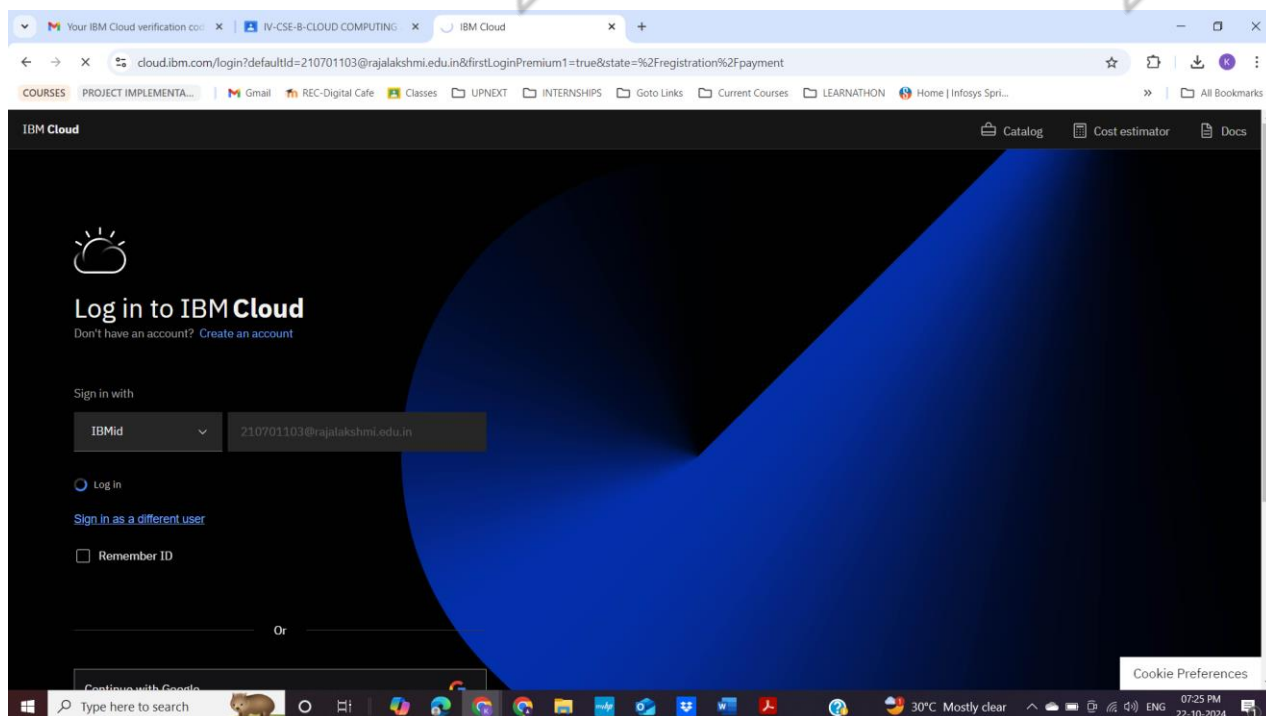 Your IBM Cloud verification co
IV-CSE-B-CLOUD COMPUTING
IBM Cloud
cloud.ibm.com/login?defaultId=210701103@rajalakshmi.edu.in&firstLoginPremium1=true&state=%2Fregistration%2Fpayment
K
COURSES PROJECT IMPLEMENTA... Gmail REC-Digital Cafe Classes UPNEXT INTERNSHIPS Goto Links Current Courses LEARNATHON Home | Infosys Spri... » All Bookmarks
IBM Cloud Catalog Cost estimator Docs
Log in to IBM Cloud
Don't have an account? Create an account
Sign in with
IBMid 210701103@rajalakshmi.edu.in
Log in
Sign in as a different user
Remember ID
Or
Continue with Google
Cookie Preferences
Type here to search 30°C Mostly clear ENG 07:25 PM
22-10-2024